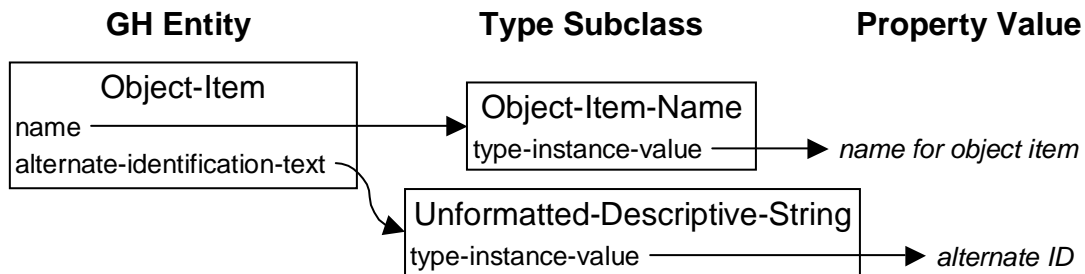 GH Entity Type Subclass Property Value
Object-Item
name
alternate-identification-text
Object-Item-Name
type-instance-value
name for object item
Unformatted-Descriptive-String
type-instance-value
alternate ID